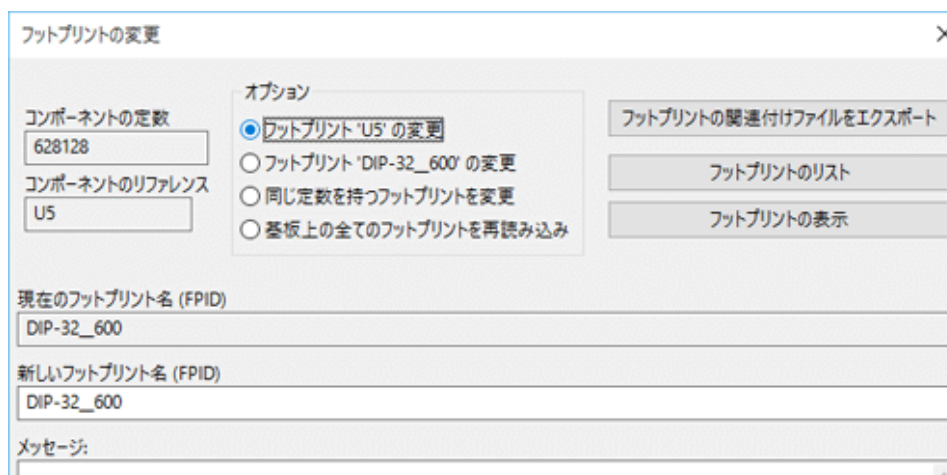 フットプリントの変更
コンポーネントの定数
628128
コンポーネントのリファレンス
U5
オプション
フットプリント 'U5' の変更
フットプリント 'DIP-32__600' の変更
同じ定数を持つフットプリントを変更
基板上の全てのフットプリントを再読み込み
フットプリントの関連付けファイルをエクスポート
フットプリントのリスト
フットプリントの表示
現在のフットプリント名 (FPID)
DIP-32__600
新しいフットプリント名 (FPID)
DIP-32__600
メッセージ: